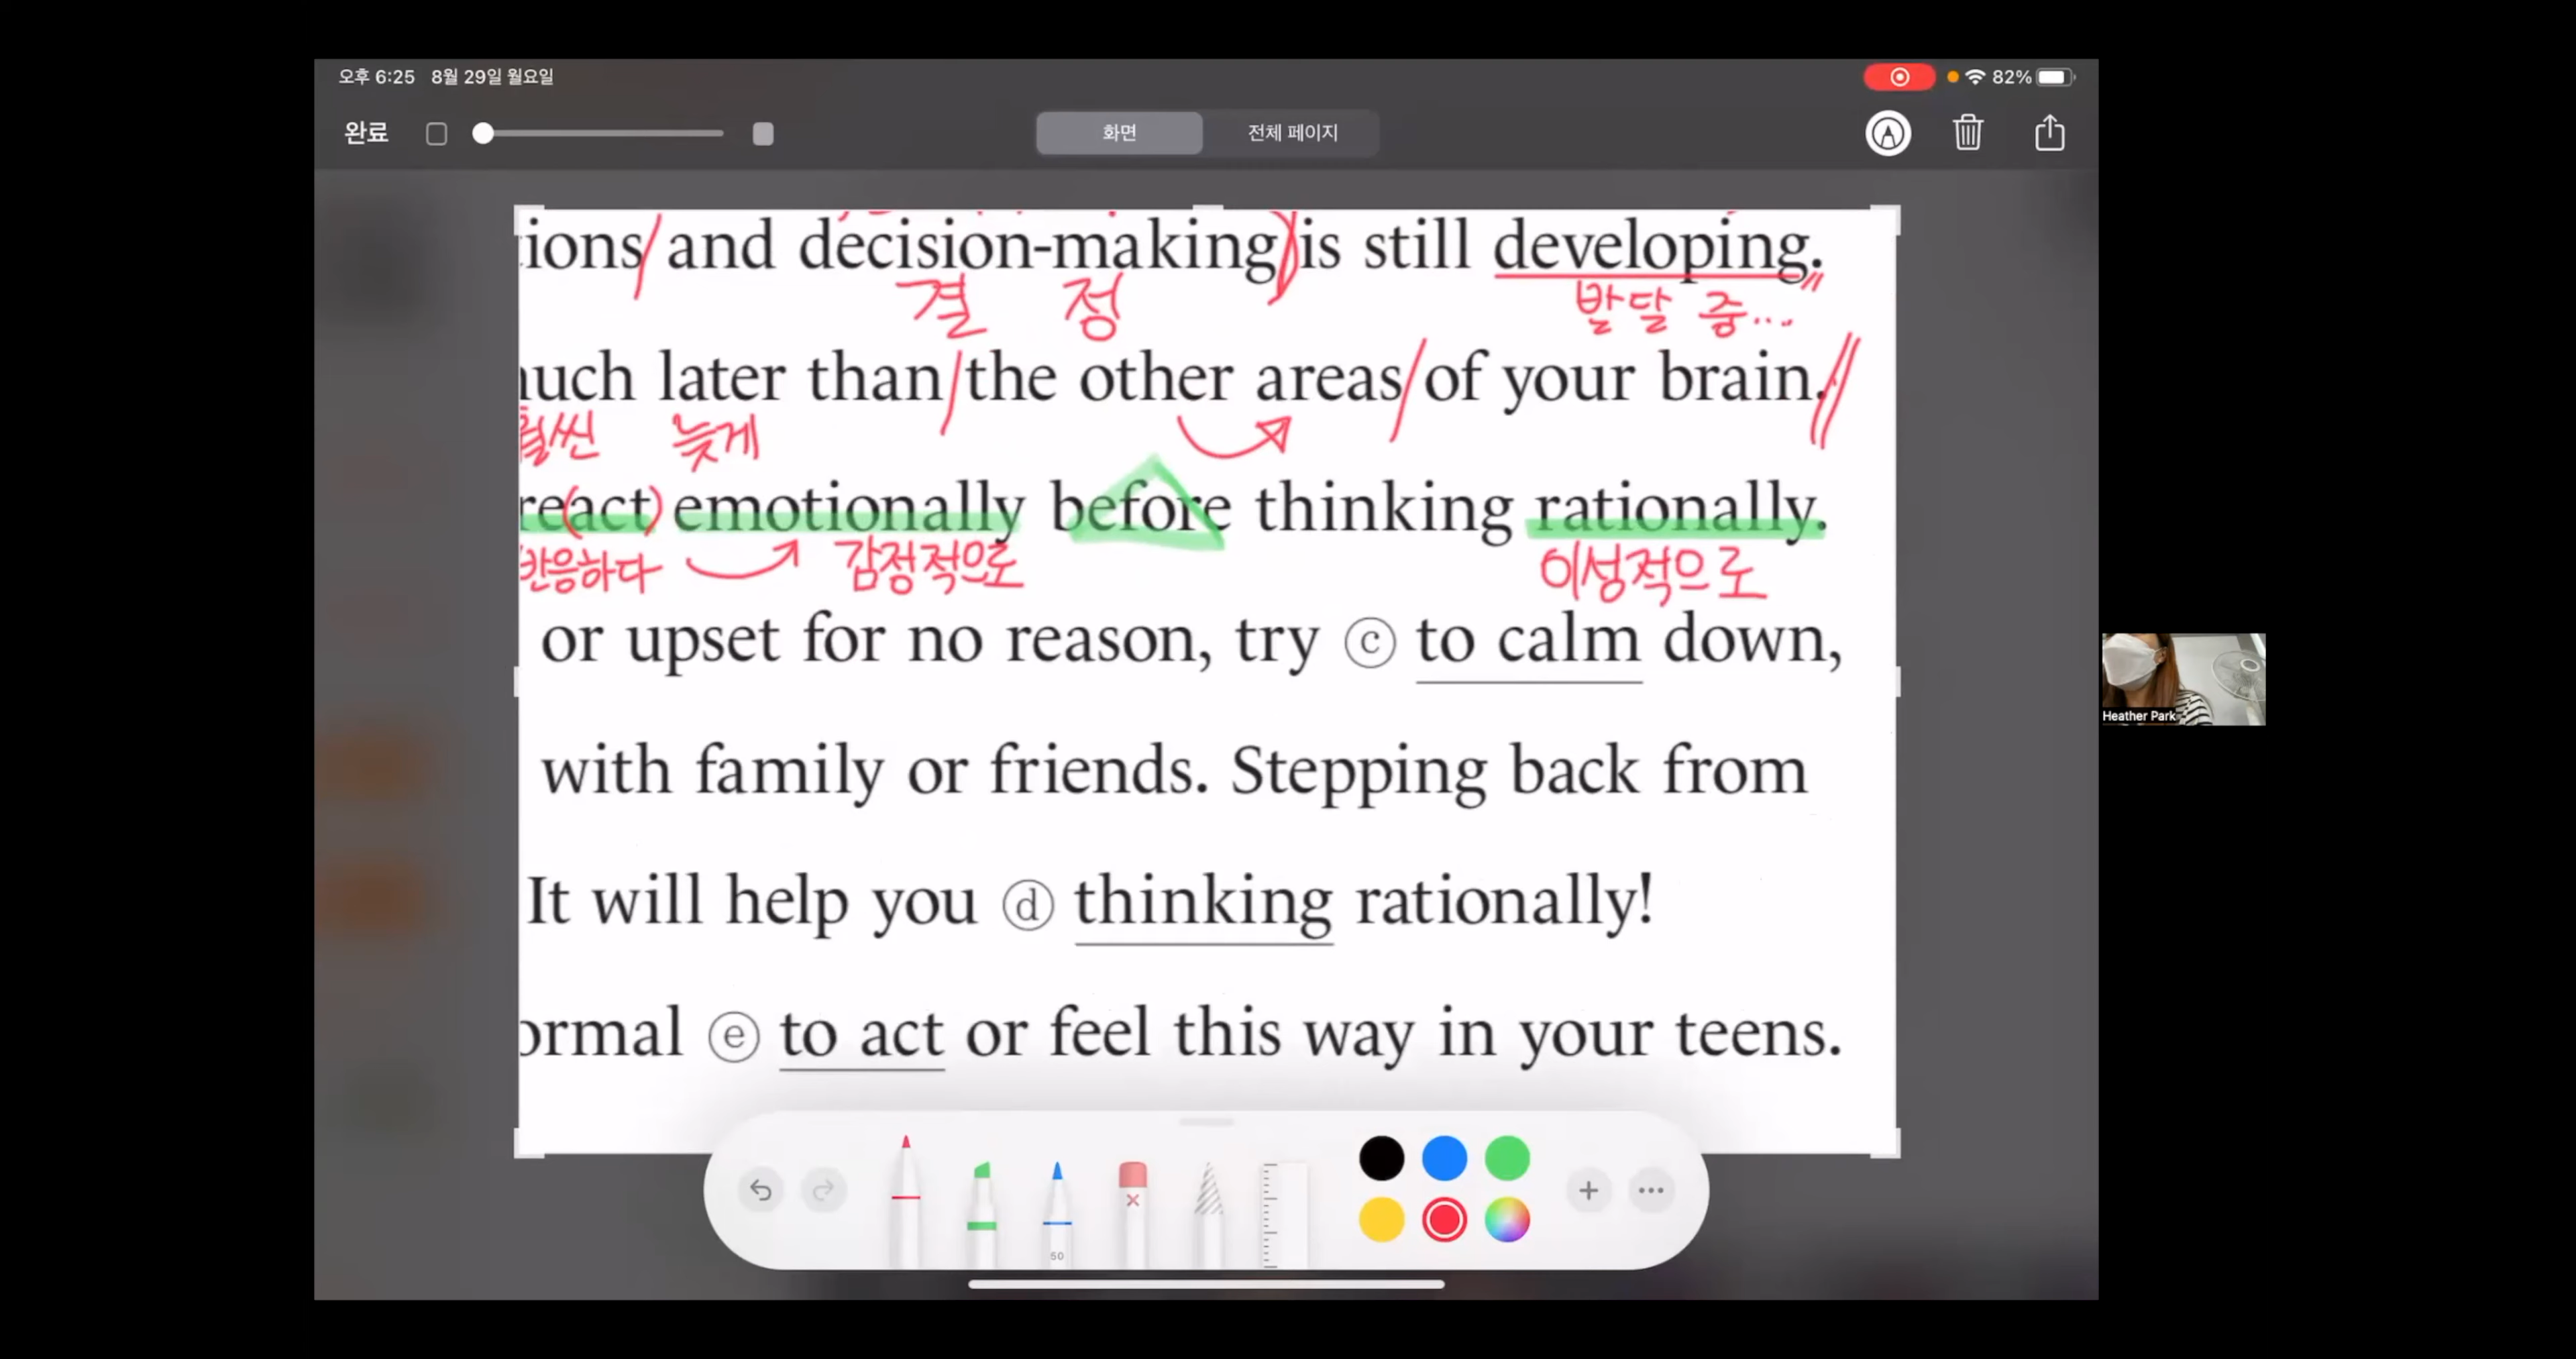 오후 6:25 8월 29일 월요일
82%
완료
화면
전체 페이지
tions and decision-making is still developing.
결 정
발달 중...
much later than the other areas of your brain.
훨씬 늦게
react emotionally before thinking rationally.
반응하다 감정적으로 이성적으로
or upset for no reason, try ⓒ to calm down,
Heather Park
with family or friends. Stepping back from
It will help you ⓓ thinking rationally!
ormal ⓔ to act or feel this way in your teens.
50